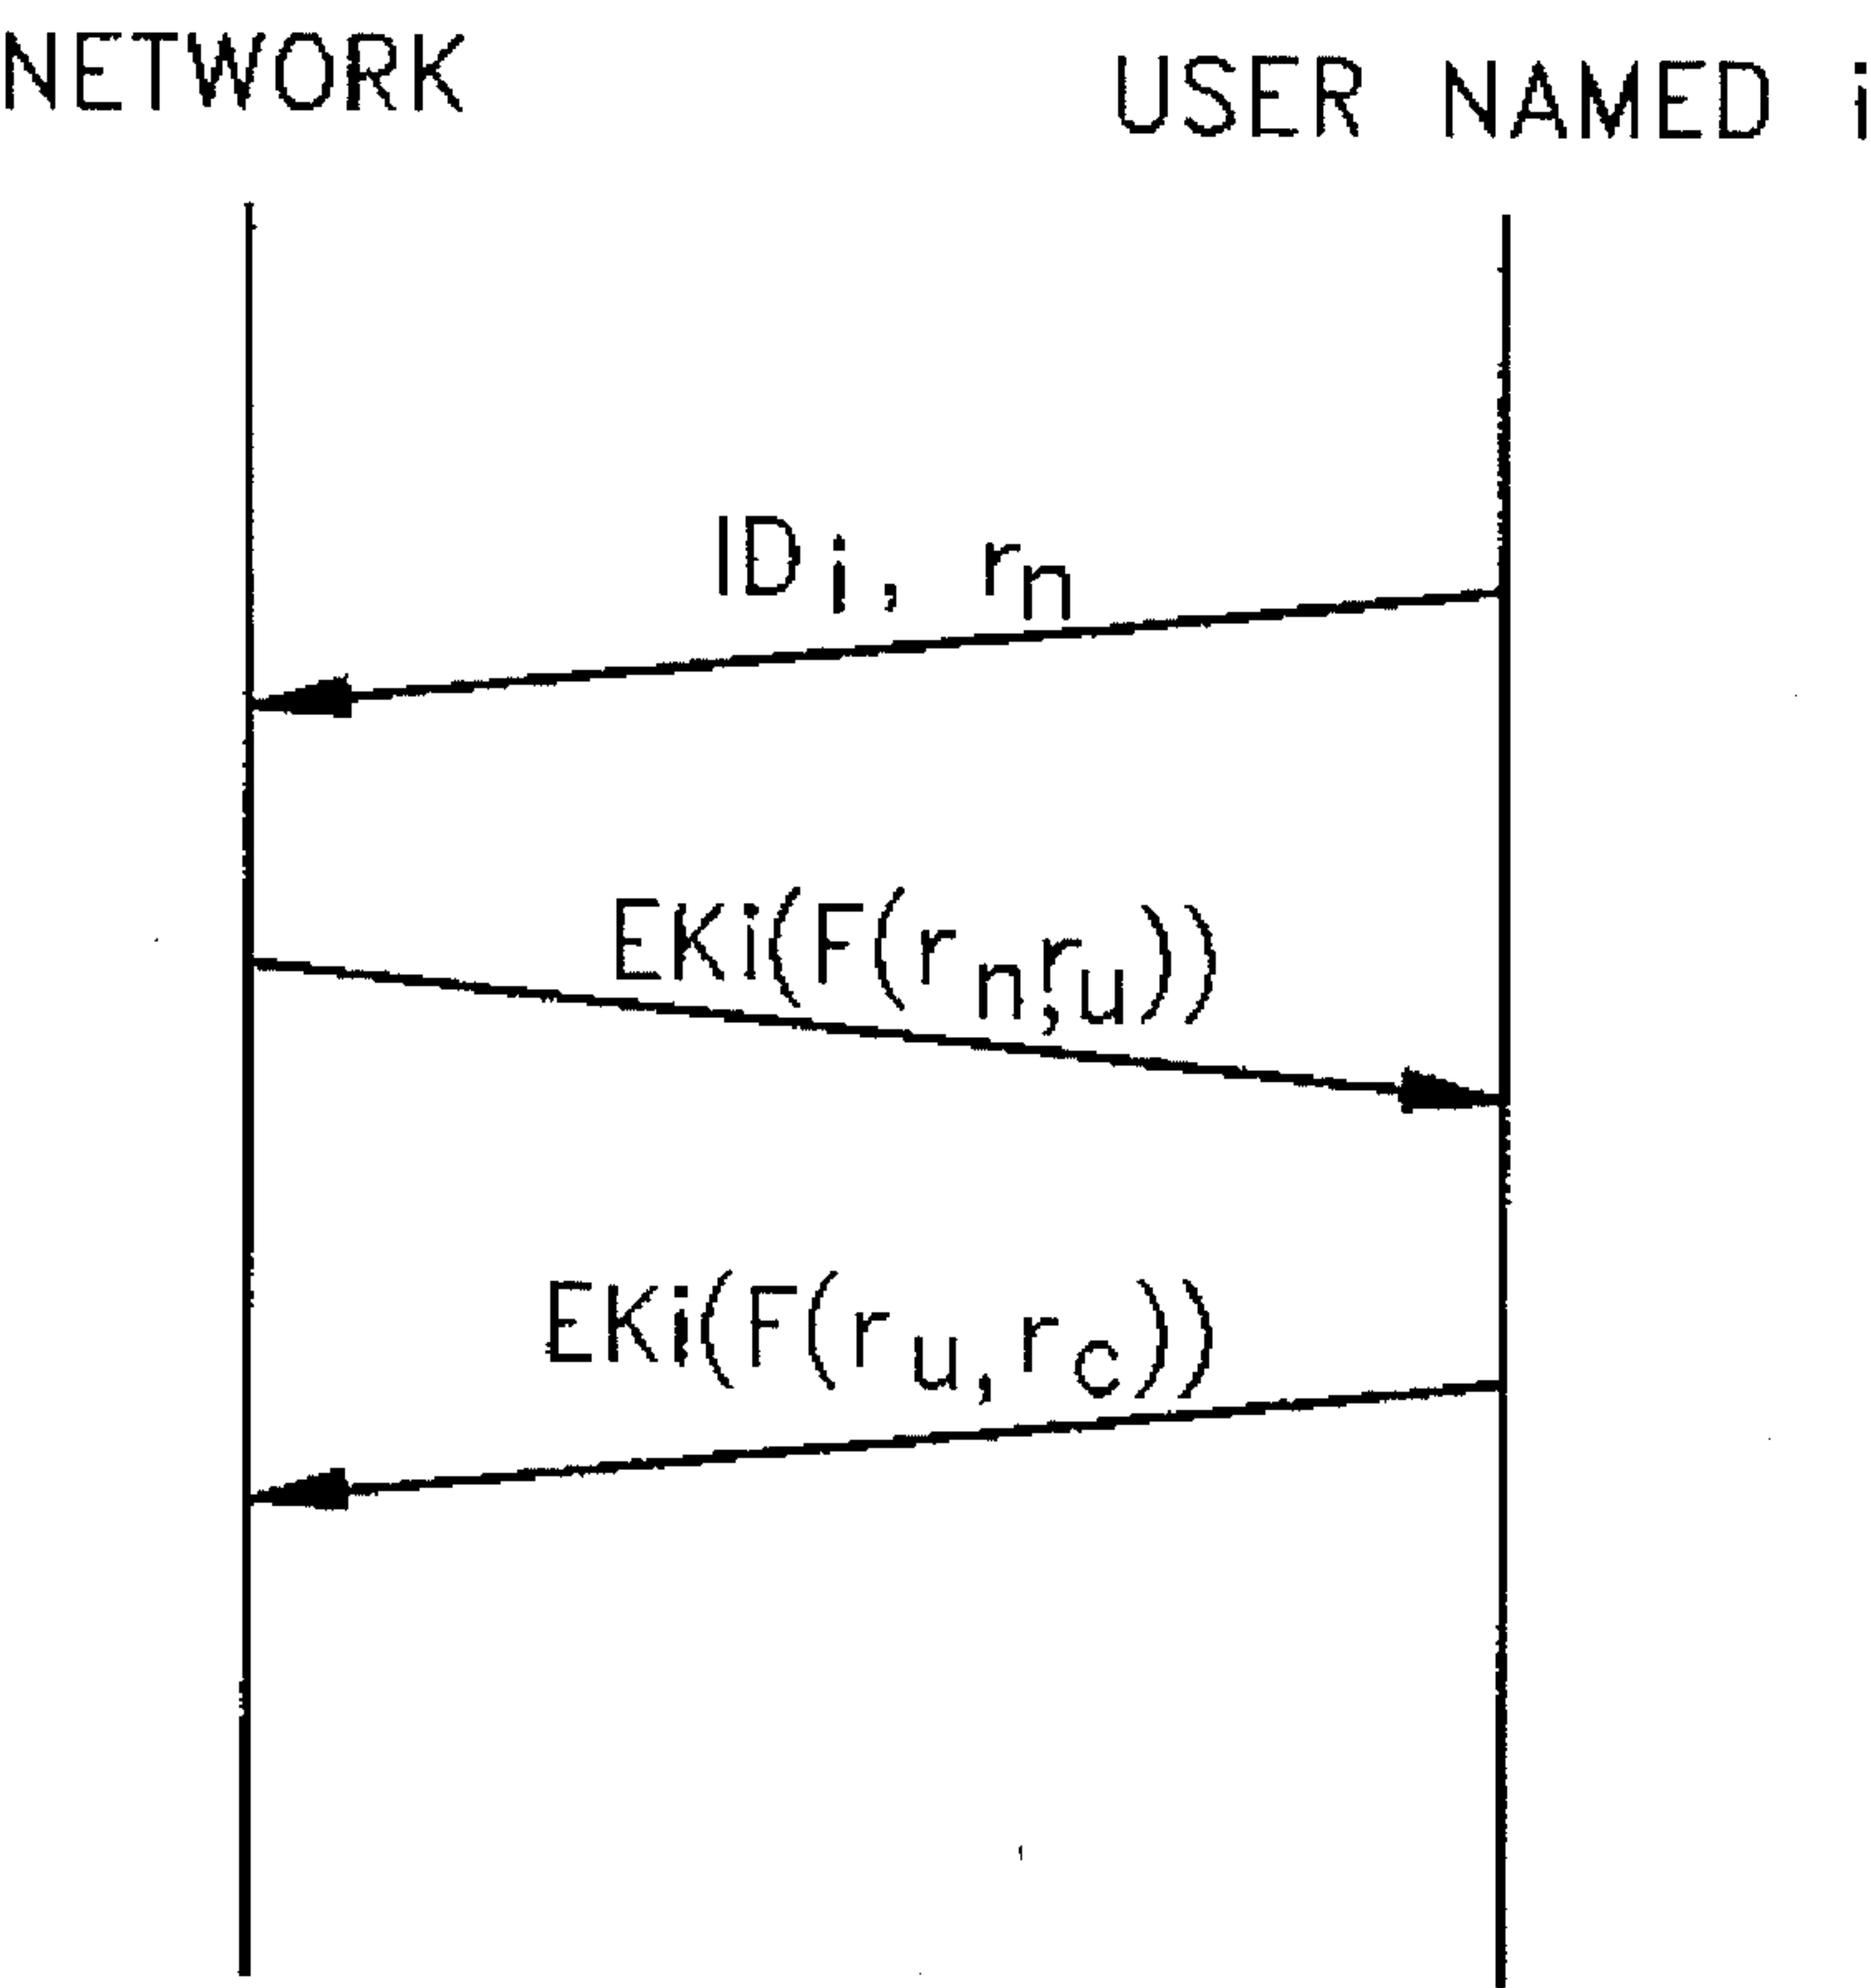 NETWORK
USER NAMED i
IDi, rn
EKi(F(rn,ru))
EKi(F(ru,rc))